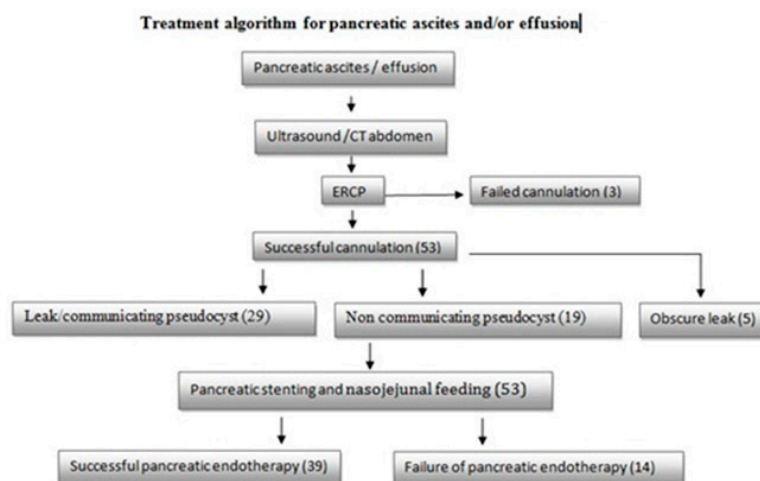 Treatment algorithm for pancreatic ascites and/or effusion
Pancreatic ascites / effusion
Ultrasound /CT abdomen
ERCP
Failed cannulation (3)
Successful cannulation (53)
Leak/communicating pseudocyst (29)
Non communicating pseudocyst (19)
Obscure leak (5)
Pancreatic stenting and nasojejunal feeding (53)
Successful pancreatic endotherapy (39)
Failure of pancreatic endotherapy (14)